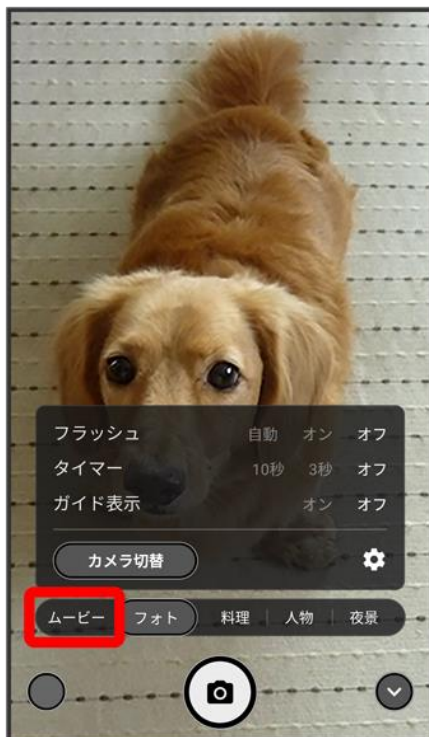 フラッシュ 自動 オン オフ
タイマー 10秒 3秒 オフ
ガイド表示 オン オフ
カメラ切替
ムービー フォト 料理 人物 夜景